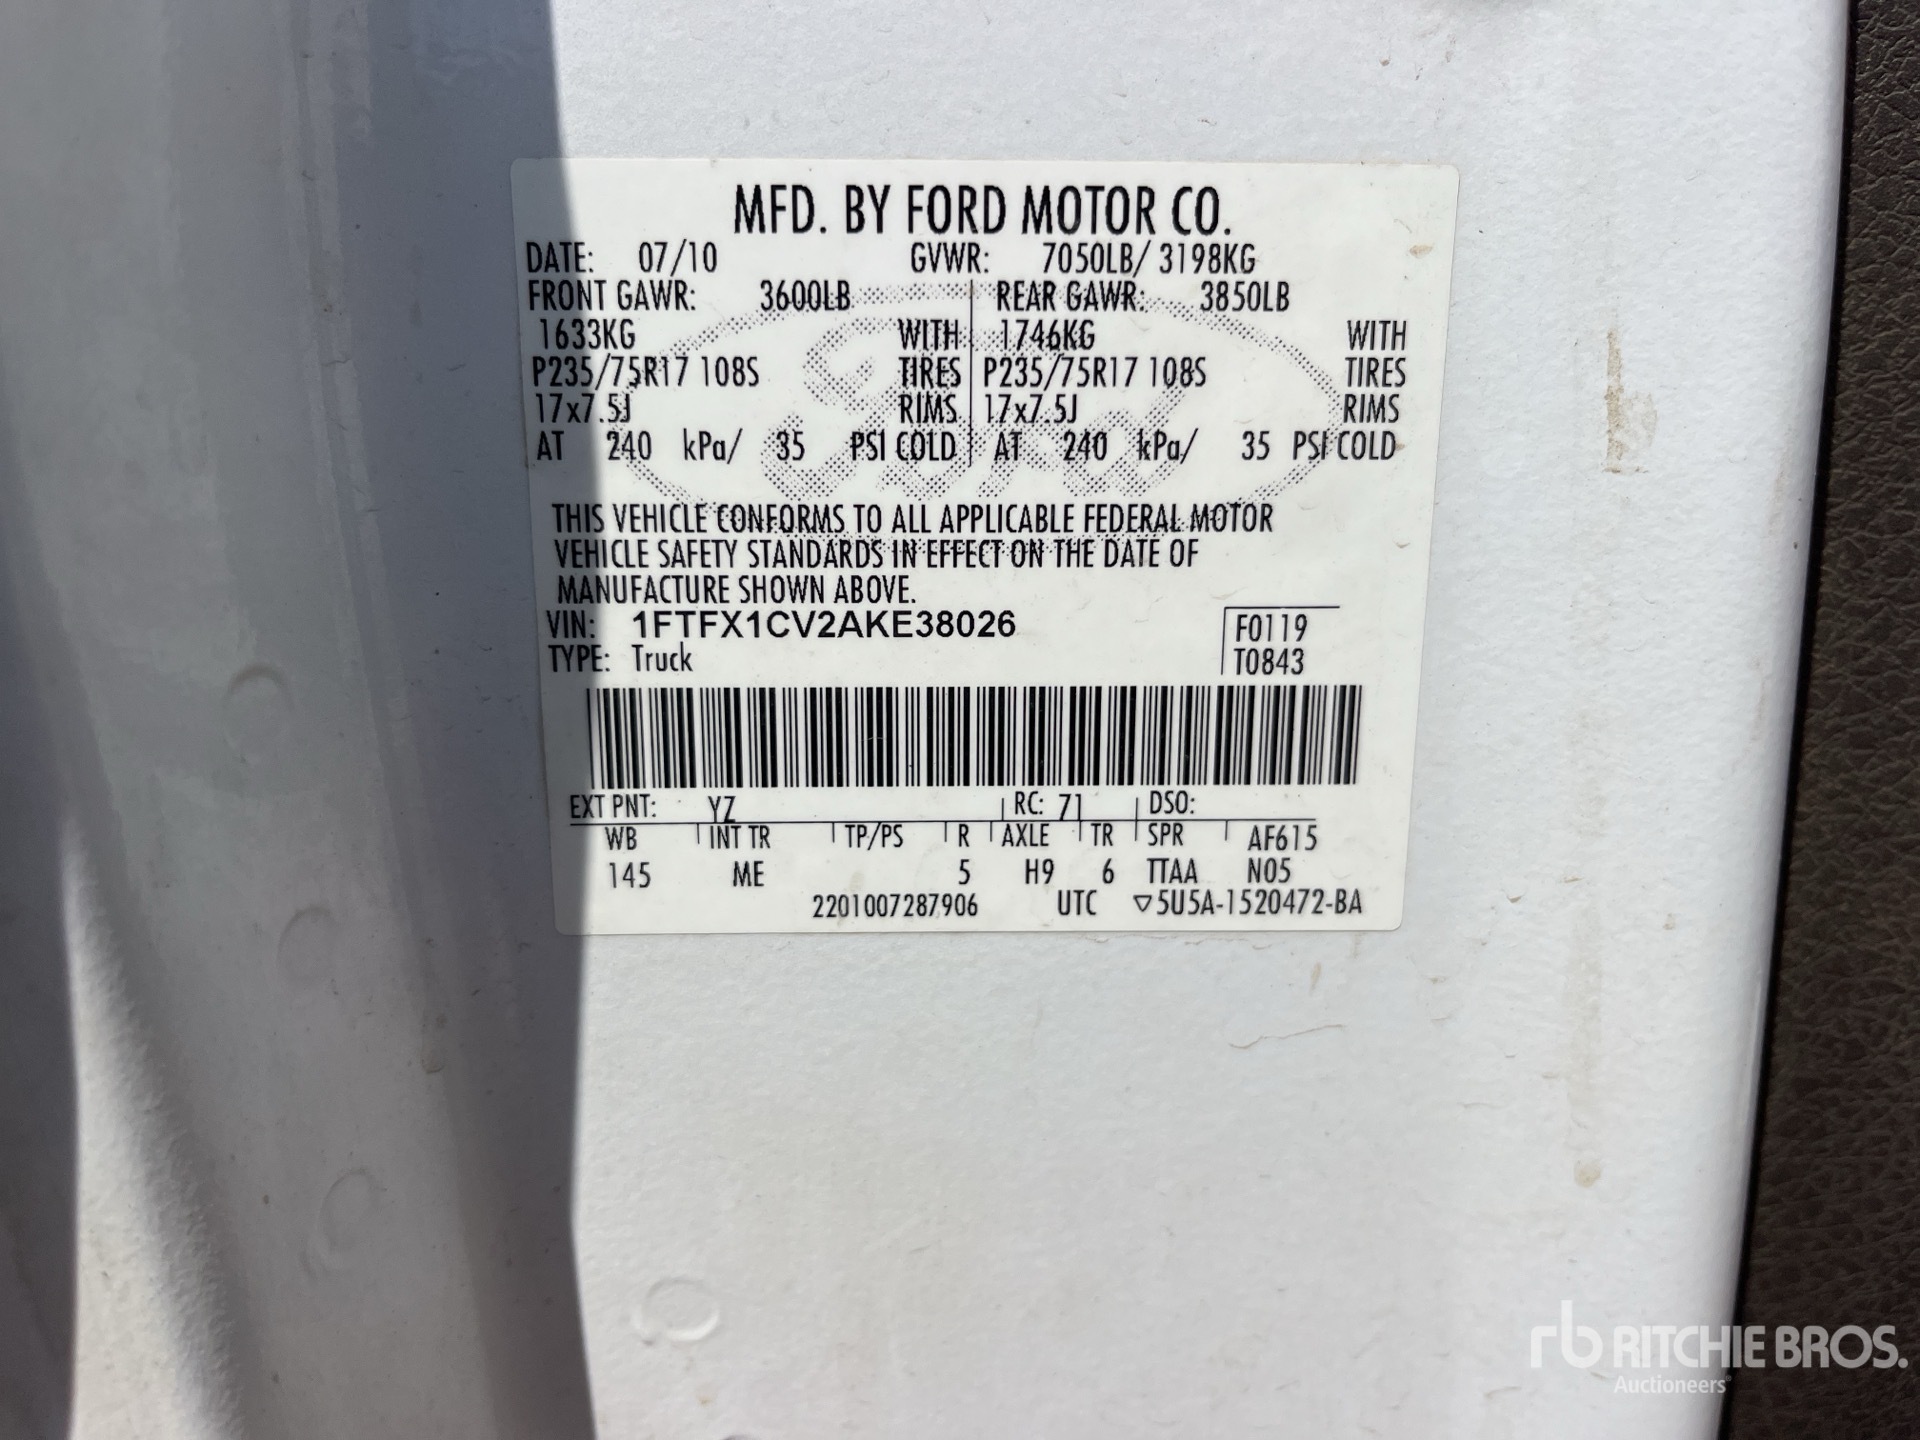 MFD. BY FORD MOTOR CO.
DATE: 07/10 GVWR: 7050LB/ 3198KG
FRONT GAWR: 3600LB REAR GAWR: 3850LB
1633KG WITH 1746KG WITH
P235/75R17 108S TIRES P235/75R17 108S TIRES
17x7.5J RIMS 17x7.5J RIMS
AT 240 kPa/ 35 PSI COLD AT 240 kPa/ 35 PSI COLD
Ford
THIS VEHICLE CONFORMS TO ALL APPLICABLE FEDERAL MOTOR
VEHICLE SAFETY STANDARDS IN EFFECT ON THE DATE OF
MANUFACTURE SHOWN ABOVE.
VIN: 1FTFX1CV2AKE38026 F0119
TYPE: Truck T0843
EXT PNT: YZ RC: 71 DSO:
WB INT TR TP/PS R AXLE TR SPR AF615
145 ME 5 H9 6 TTAA N05
2201007287906 UTC ▽5U5A-1520472-BA
rb RITCHIE BROS.
Auctioneers